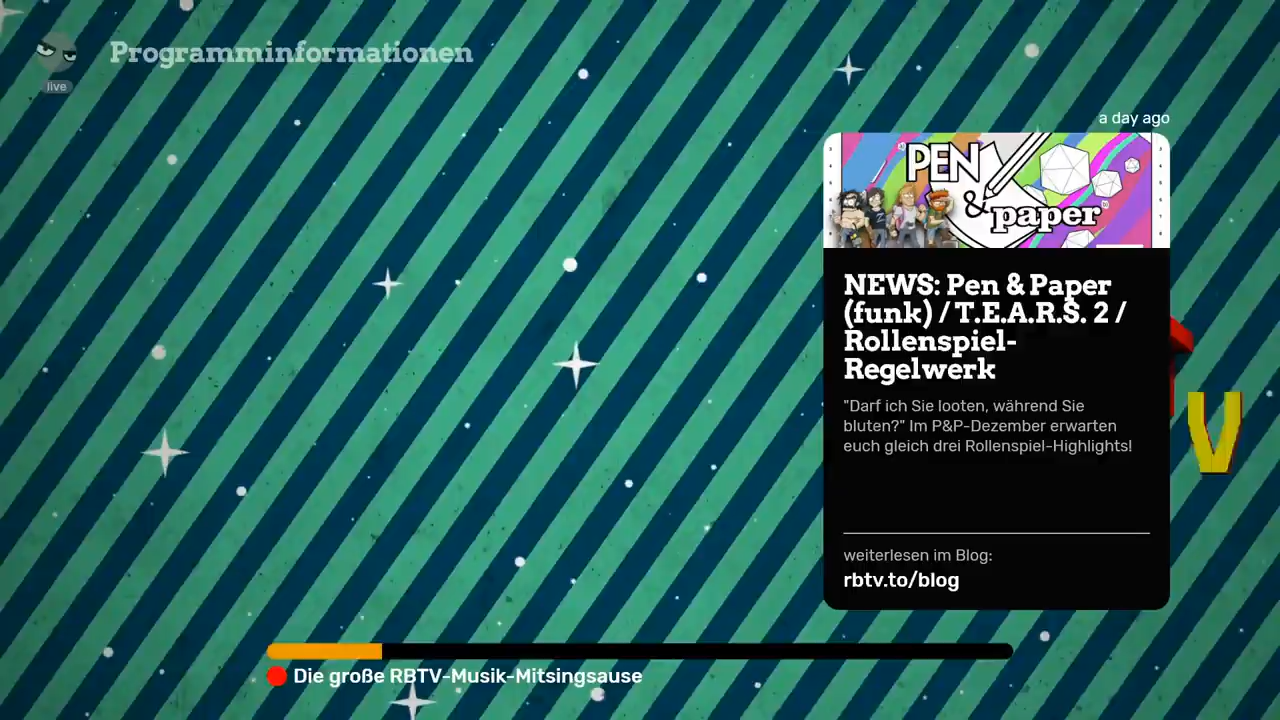 Programminformationen
live
a day ago
PEN
& paper
NEWS: Pen & Paper
(funk) / T.E.A.R.S. 2 /
Rollenspiel-
Regelwerk
"Darf ich Sie looten, während Sie
bluten?" Im P&P-Dezember erwarten
euch gleich drei Rollenspiel-Highlights!
weiterlesen im Blog:
rbtv.to/blog
V
Die große RBTV-Musik-Mitsingsause